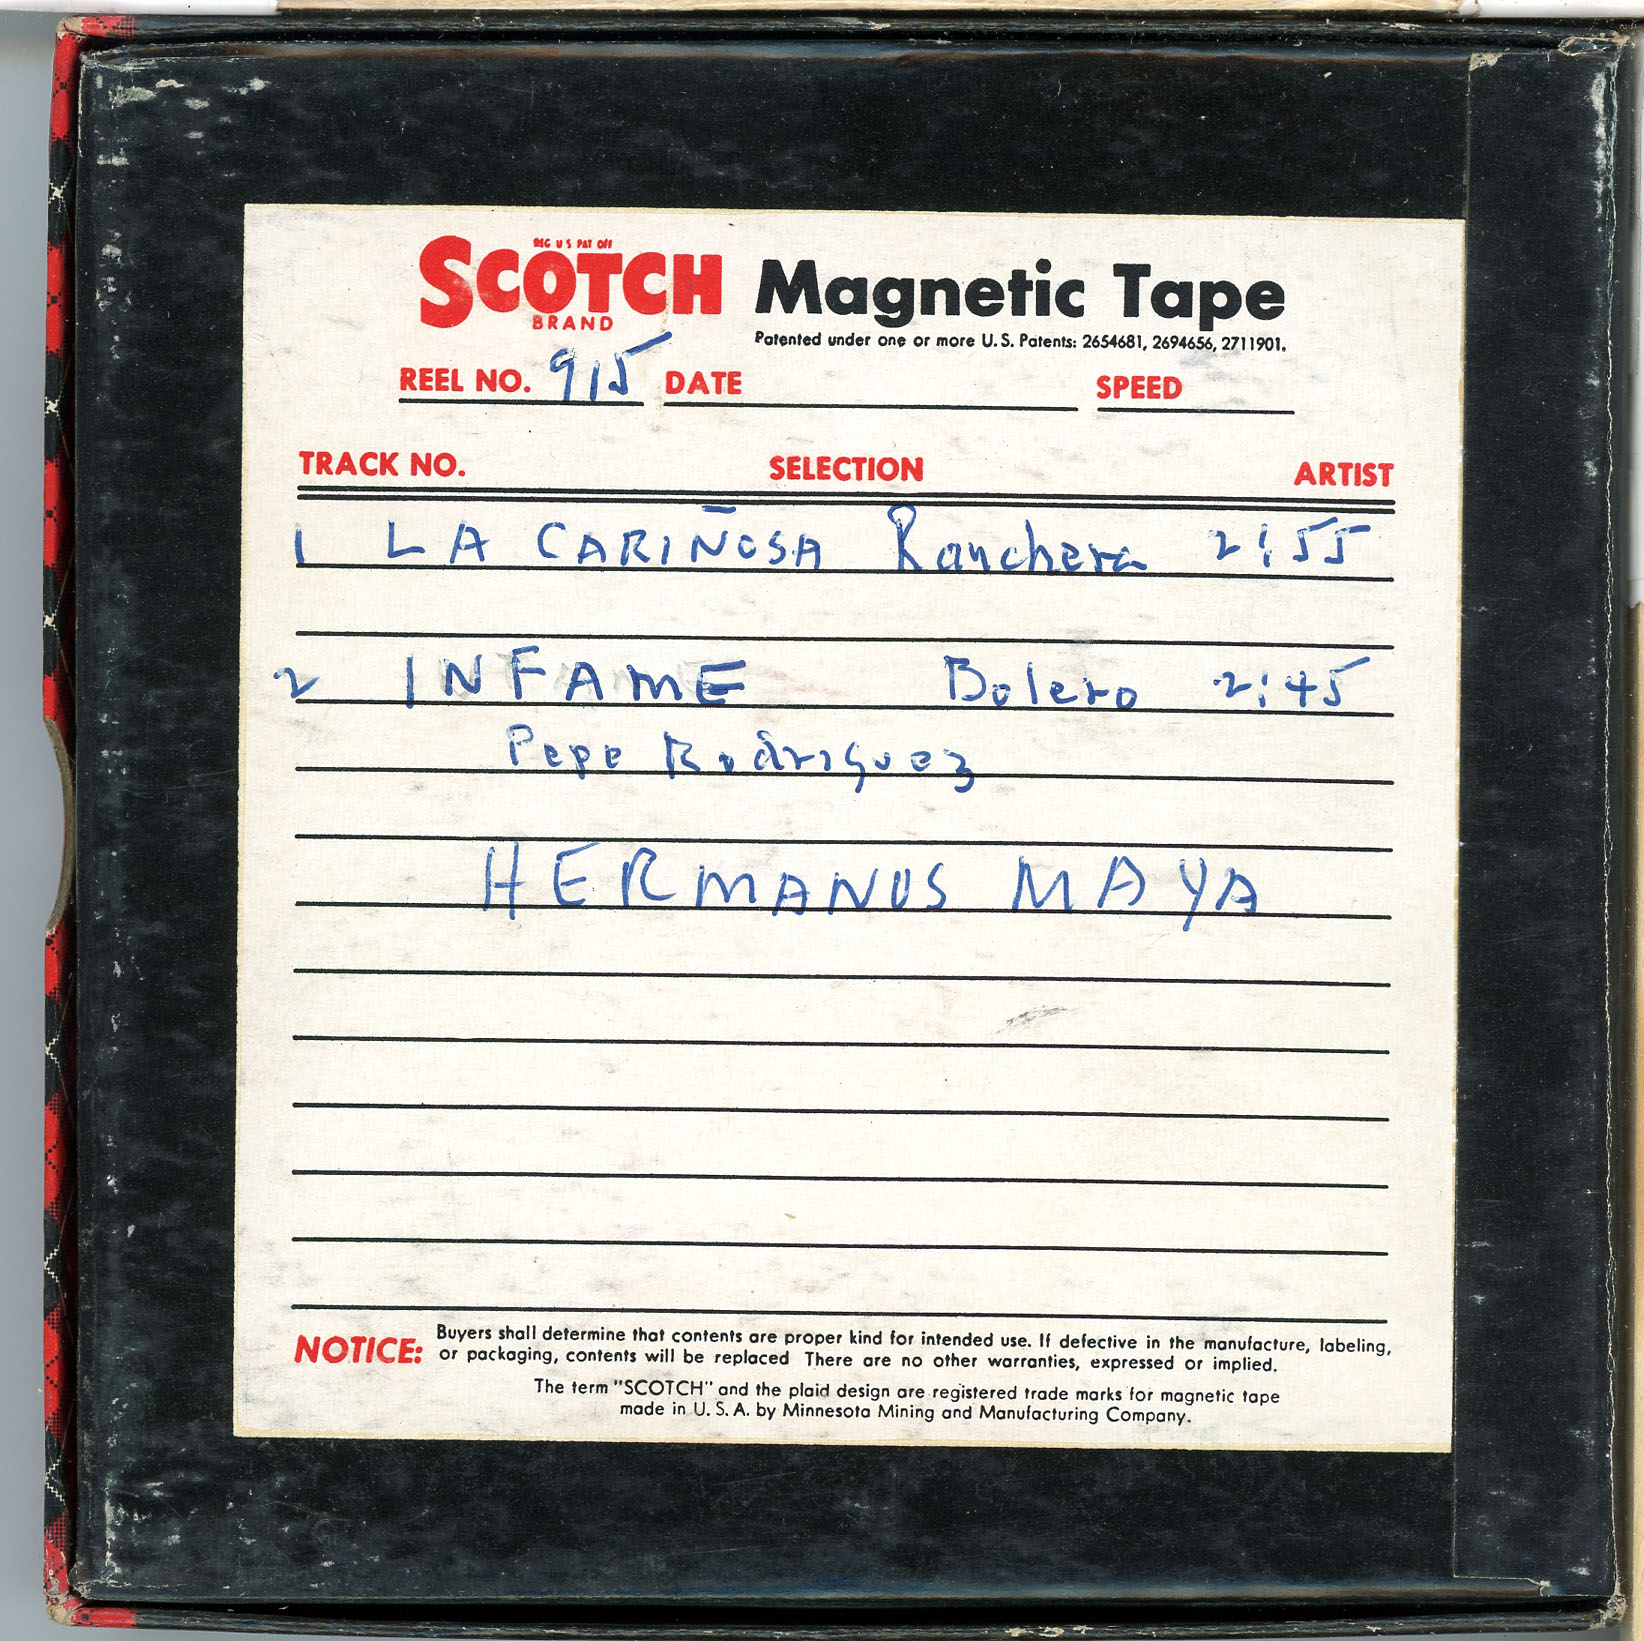 REG U S PAT OFF
SCOTCH Magnetic Tape
BRAND
Patented under one or more U. S. Patents: 2654681, 2694656, 2711901.
REEL NO. 915 DATE SPEED
TRACK NO. SELECTION ARTIST
1 LA CARIÑOSA Ranchera 2:55
2 INFAME Bolero 2:45
Pepe Rodriguez
HERMANOS MAYA
NOTICE: Buyers shall determine that contents are proper kind for intended use. If defective in the manufacture, labeling,
or packaging, contents will be replaced There are no other warranties, expressed or implied.
The term "SCOTCH" and the plaid design are registered trade marks for magnetic tape
made in U. S. A. by Minnesota Mining and Manufacturing Company.